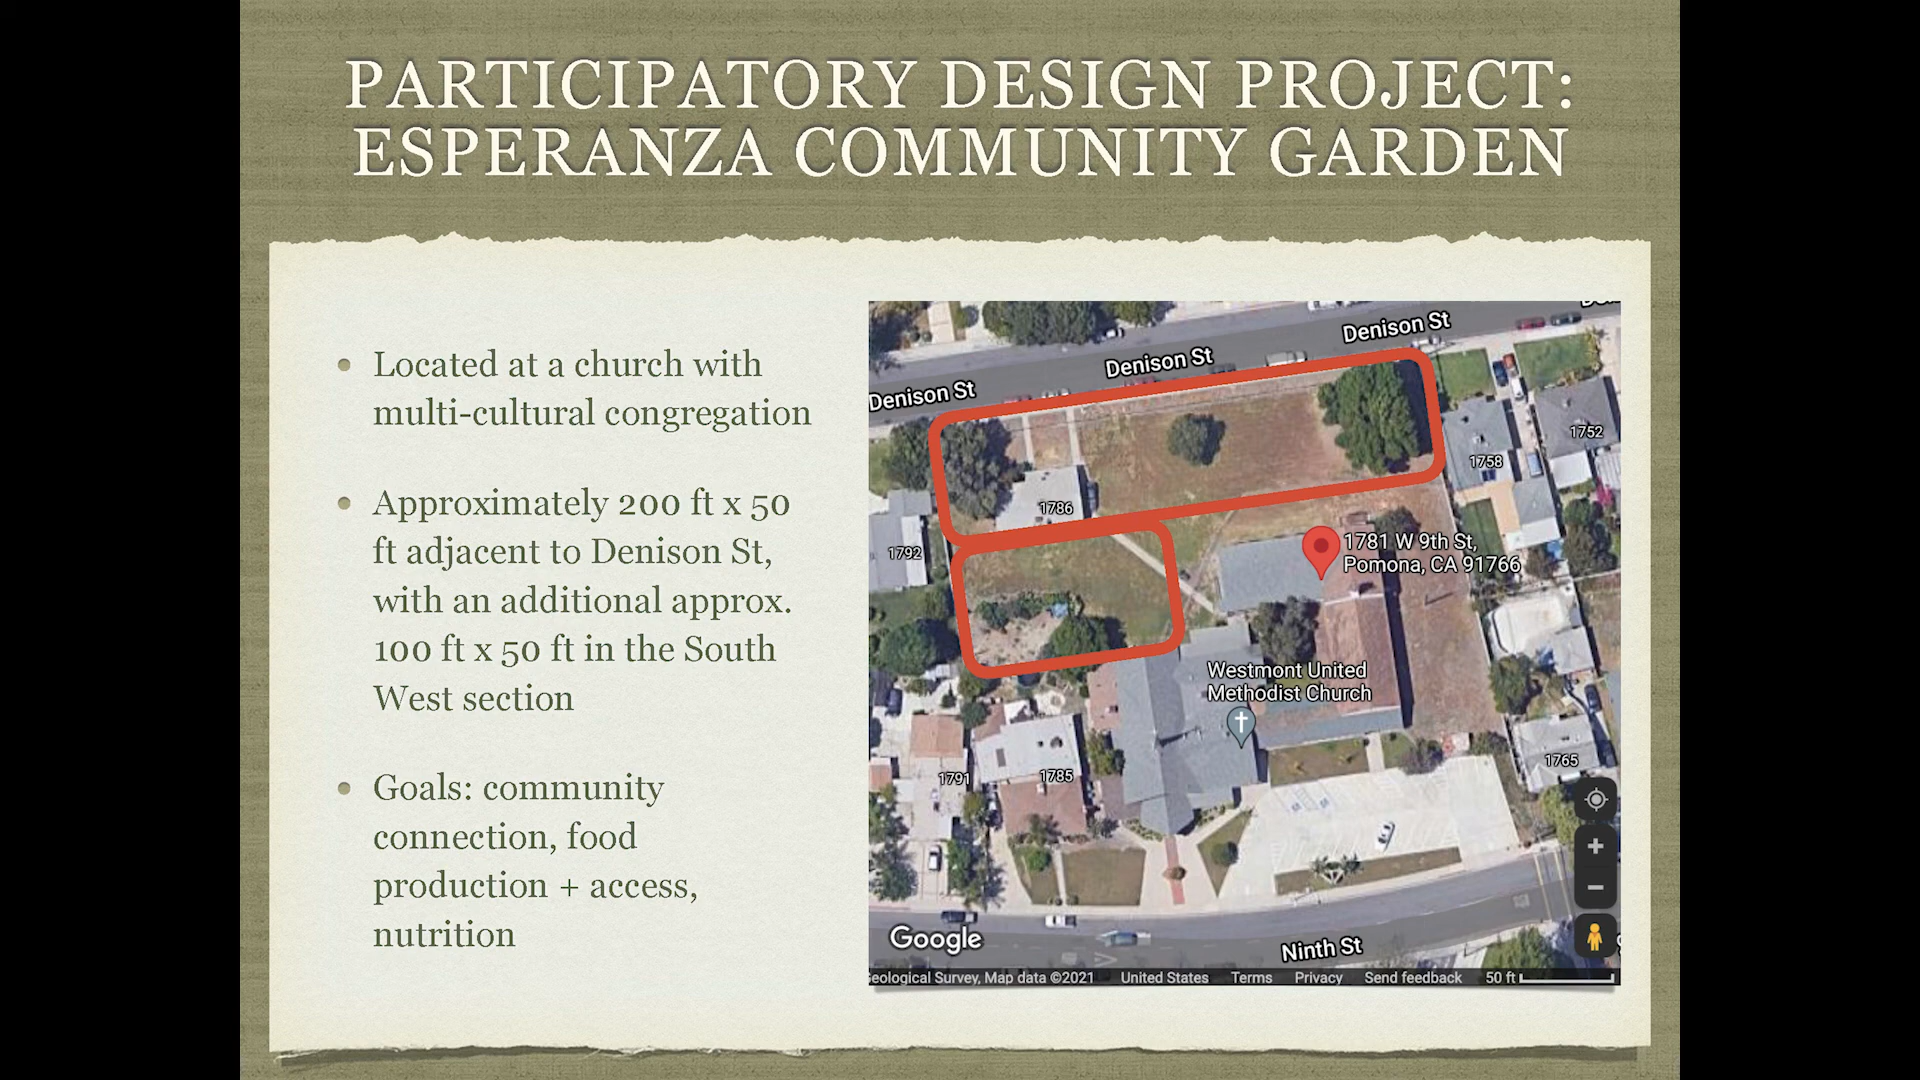 PARTICIPATORY DESIGN PROJECT:
ESPERANZA COMMUNITY GARDEN
Located at a church with
multi-cultural congregation
Approximately 200 ft x 50
ft adjacent to Denison St,
with an additional approx.
100 ft x 50 ft in the South
West section
Goals: community
connection, food
production + access,
nutrition
Denison St
Denison St
Denison St
1752
1758
1786
1792
1781 W 9th St,
Pomona, CA 91766
Westmont United
Methodist Church
1791
1785
1765
Ninth St
Google
Geological Survey, Map data ©2021 United States Terms Privacy Send feedback 50 ft